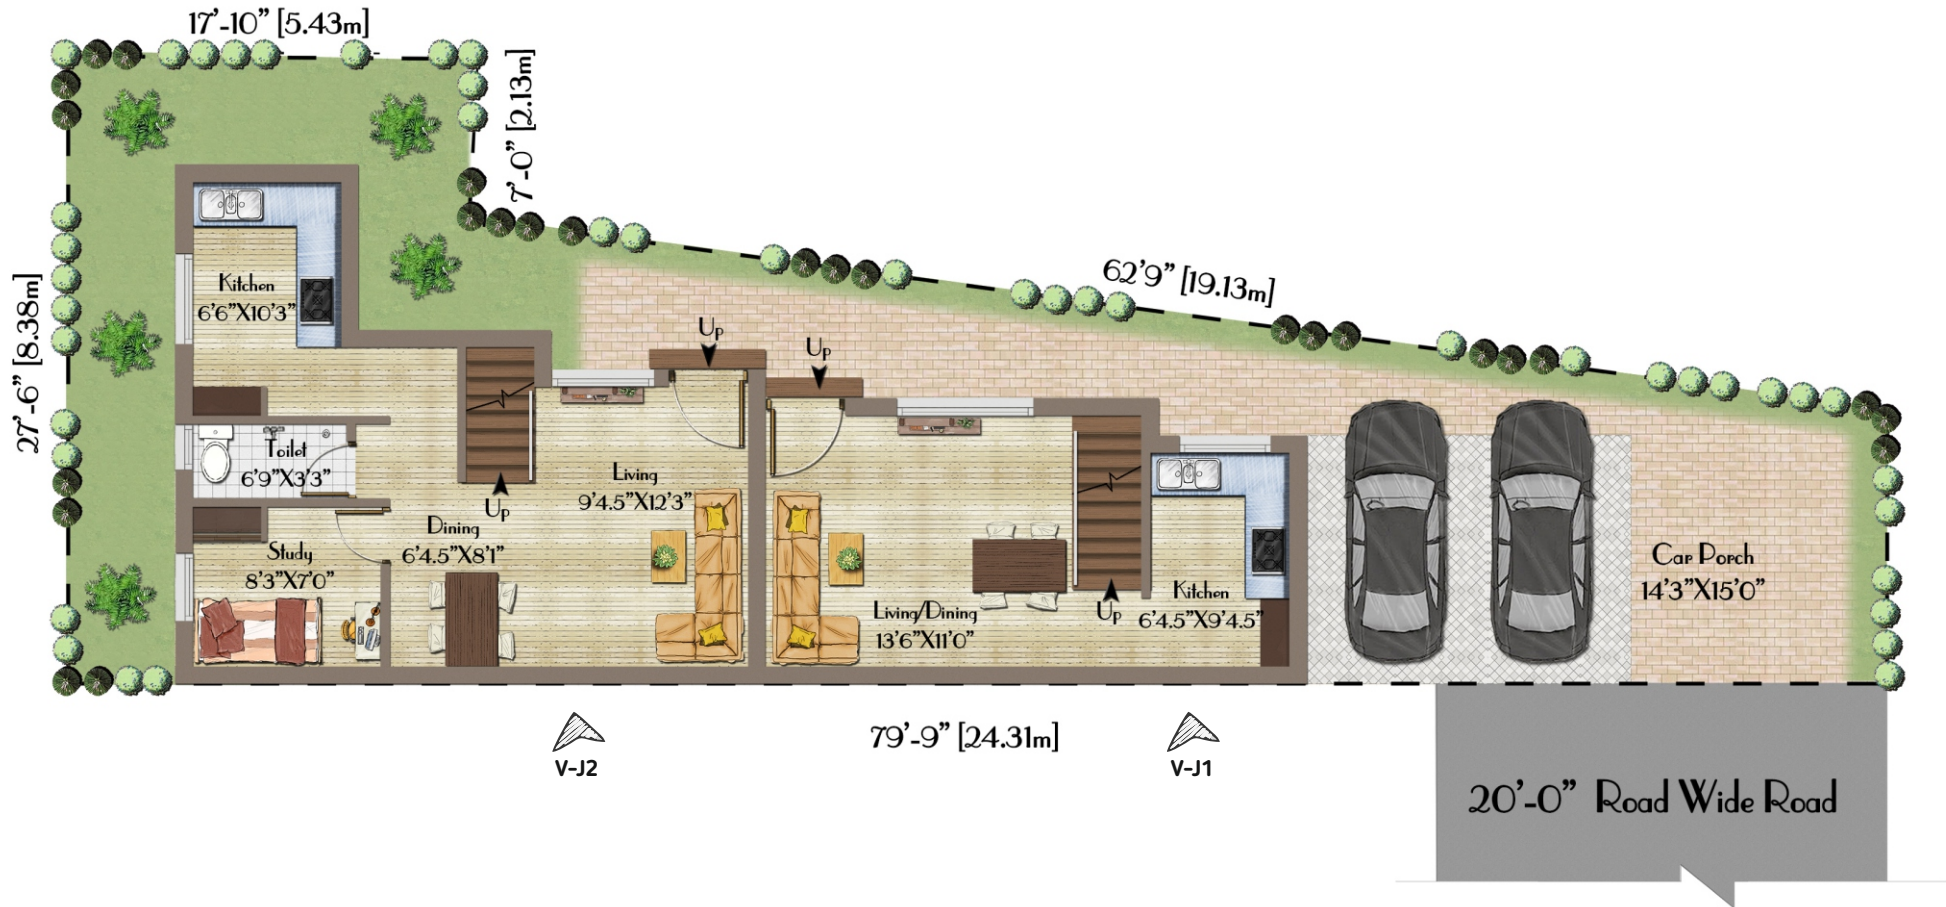 17'-10" [5.43m]
7'-0" [2.13m]
62'9" [19.13m]
27'-6" [8.38m]
Kitchen
6'6"X10'3"
Up
Up
Toilet
6'9"X3'3"
Living
9'4.5"X12'3"
Up
Dining
6'4.5"X8'1"
Study
8'3"X7'0"
Living/Dining
13'6"X11'0"
Up
Kitchen
6'4.5"X9'4.5"
Car Porch
14'3"X15'0"
79'-9" [24.31m]
V-J2
V-J1
20'-0" Road Wide Road